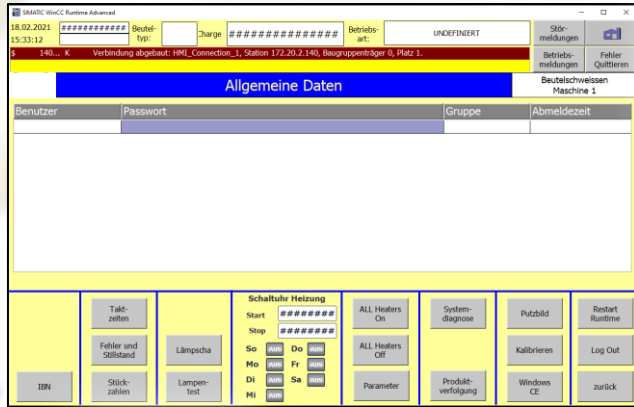 SIMATIC WinCC Runtime Advanced
18.02.2021
15:33:12
############
Beutel-
typ:
Charge
###############
Betriebs-
art:
UNDEFINIERT
Stör-
meldungen
S 140... K Verbindung abgebaut: HMI_Connection_1, Station 172.20.2.140, Baugruppenträger 0, Platz 1.
Betriebs-
meldungen
Fehler
Quittieren
Allgemeine Daten
Beutelschweissen
Maschine 1
Benutzer Passwort Gruppe Abmeldezeit
IBN
Takt-
zeiten
Fehler und
Stillstand
Stück-
zahlen
Lämpscha
Lampen-
test
Schaltuhr Heizung
Start ########
Stop ########
So AUS Do AUS
Mo AUS Fr AUS
Di AUS Sa AUS
Mi AUS
ALL Heaters
On
ALL Heaters
Off
Parameter
System-
diagnose
Produkt-
verfolgung
Putzbild
Kalibrieren
Windows
CE
Restart
Runtime
Log Out
zurück